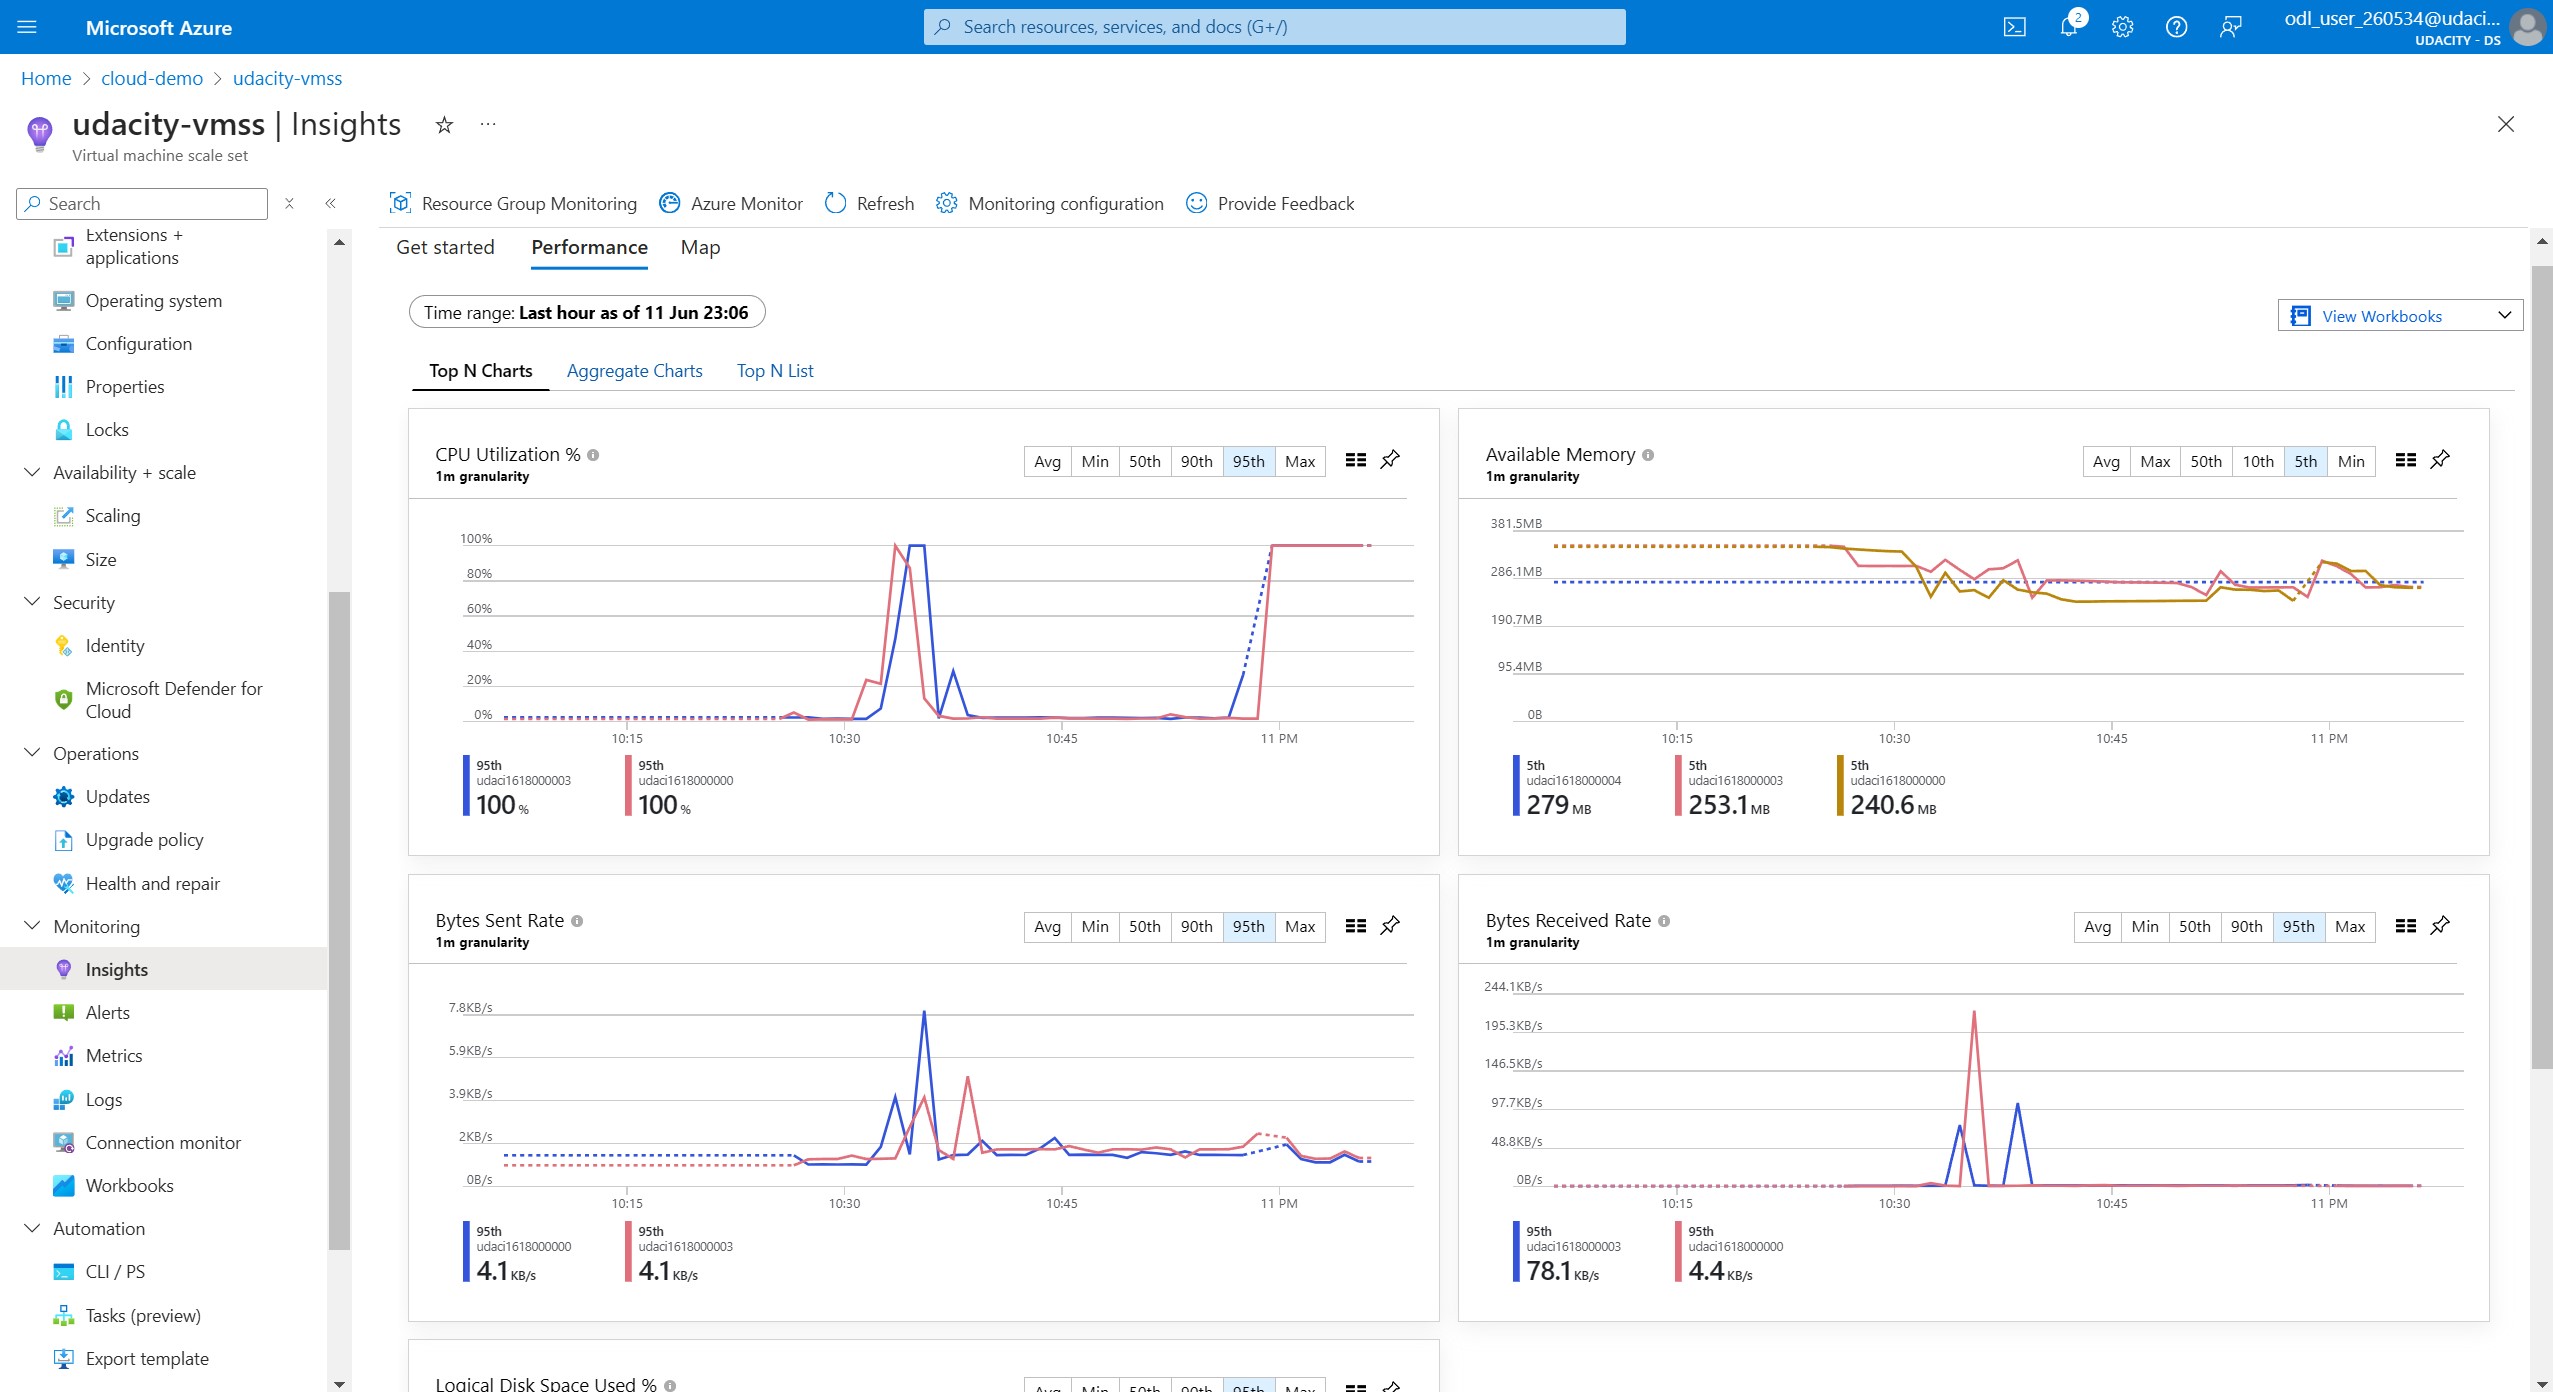 Microsoft Azure
Search resources, services, and docs (G+/)
2
odl_user_260534@udaci...
UDACITY - DS
Home > cloud-demo > udacity-vmss
udacity-vmss | Insights
Virtual machine scale set
Search
Resource Group Monitoring
Azure Monitor
Refresh
Monitoring configuration
Provide Feedback
Extensions +
applications
Operating system
Configuration
Properties
Locks
Availability + scale
Scaling
Size
Security
Identity
Microsoft Defender for
Cloud
Operations
Updates
Upgrade policy
Health and repair
Monitoring
Insights
Alerts
Metrics
Logs
Connection monitor
Workbooks
Automation
CLI / PS
Tasks (preview)
Export template
Get started
Performance
Map
Time range: Last hour as of 11 Jun 23:06
View Workbooks
Top N Charts
Aggregate Charts
Top N List
CPU Utilization %
1m granularity
Avg Min 50th 90th 95th Max
100%
80%
60%
40%
20%
0%
10:15 10:30 10:45 11 PM
95th
udaci1618000003
100 %
95th
udaci1618000000
100 %
Available Memory
1m granularity
Avg Max 50th 10th 5th Min
381.5MB
286.1MB
190.7MB
95.4MB
0B
10:15 10:30 10:45 11 PM
5th
udaci1618000004
279 MB
5th
udaci1618000003
253.1 MB
5th
udaci1618000000
240.6 MB
Bytes Sent Rate
1m granularity
Avg Min 50th 90th 95th Max
7.8KB/s
5.9KB/s
3.9KB/s
2KB/s
0B/s
10:15 10:30 10:45 11 PM
95th
udaci1618000000
4.1 KB/s
95th
udaci1618000003
4.1 KB/s
Bytes Received Rate
1m granularity
Avg Min 50th 90th 95th Max
244.1KB/s
195.3KB/s
146.5KB/s
97.7KB/s
48.8KB/s
0B/s
10:15 10:30 10:45 11 PM
95th
udaci1618000003
78.1 KB/s
95th
udaci1618000000
4.4 KB/s
Logical Disk Space Used %
Avg Min 50th 90th 95th Max